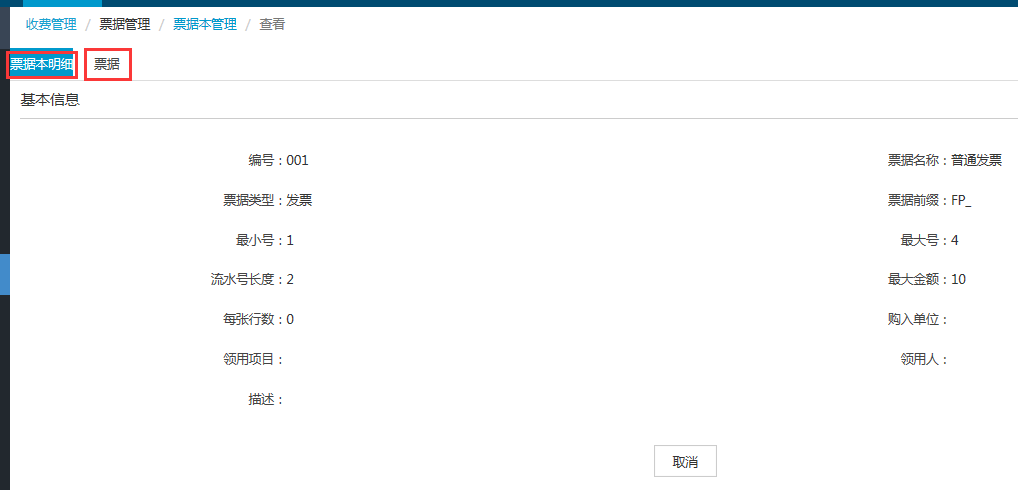 收费管理 / 票据管理 / 票据本管理 / 查看
票据本明细 票据
基本信息
编号：001 票据名称：普通发票
票据类型：发票 票据前缀：FP_
最小号：1 最大号：4
流水号长度：2 最大金额：10
每张行数：0 购入单位：
领用项目： 领用人：
描述：
取消